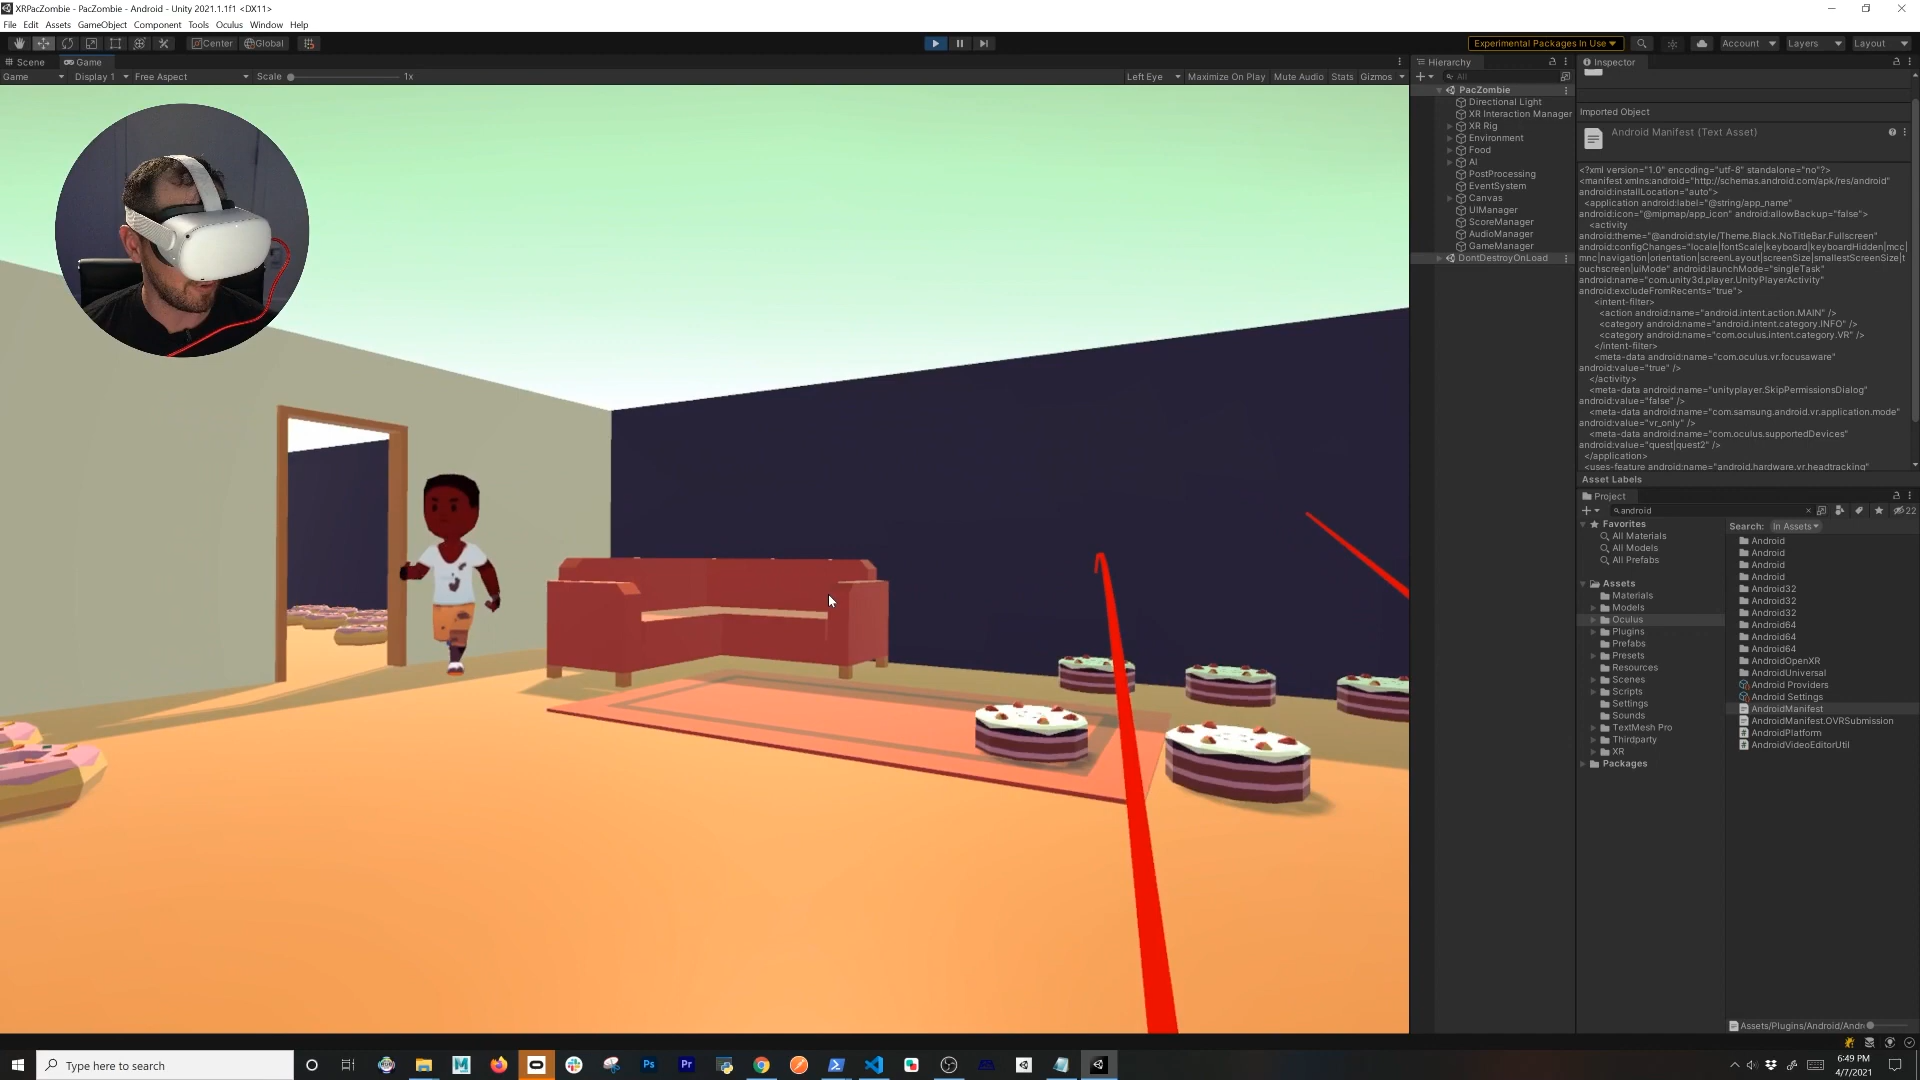 XRPacZombie - PacZombie - Android - Unity 2021.1.1f1 <DX11>
File Edit Assets GameObject Component Tools Oculus Window Help
Center Global
Experimental Packages In Use
Account Layers Layout
Scene Game
Game Display 1 Free Aspect Scale 1x
Left Eye Maximize On Play Mute Audio Stats Gizmos
Hierarchy
All
PacZombie
Directional Light
XR Interaction Manager
XR Rig
Environment
Food
AI
PostProcessing
EventSystem
Canvas
UIManager
ScoreManager
AudioManager
GameManager
DontDestroyOnLoad
Inspector
Imported Object
Android Manifest (Text Asset)
<?xml version="1.0" encoding="utf-8" standalone="no"?>
<manifest xmlns:android="http://schemas.android.com/apk/res/android"
android:installLocation="auto">
<application android:label="@string/app_name"
android:icon="@mipmap/app_icon" android:allowBackup="false">
<activity
android:theme="@android:style/Theme.Black.NoTitleBar.Fullscreen"
android:configChanges="locale|fontScale|keyboard|keyboardHidden|mcc|
mnc|navigation|orientation|screenLayout|screenSize|smallestScreenSize|t
ouchscreen|uiMode" android:launchMode="singleTask"
android:name="com.unity3d.player.UnityPlayerActivity"
android:excludeFromRecents="true">
<intent-filter>
<action android:name="android.intent.action.MAIN" />
<category android:name="android.intent.category.INFO" />
<category android:name="com.oculus.intent.category.VR" />
</intent-filter>
<meta-data android:name="com.oculus.vr.focusaware"
android:value="true" />
</activity>
<meta-data android:name="unityplayer.SkipPermissionsDialog"
android:value="false" />
<meta-data android:name="com.samsung.android.vr.application.mode"
android:value="vr_only" />
<meta-data android:name="com.oculus.supportedDevices"
android:value="quest|quest2" />
</application>
<uses-feature android:name="android.hardware.vr.headtracking"
Asset Labels
Project
android
22
Favorites
All Materials
All Models
All Prefabs
Assets
Materials
Models
Oculus
Plugins
Prefabs
Presets
Resources
Scenes
Scripts
Settings
Sounds
TextMesh Pro
Thirdparty
XR
Packages
Search: In Assets
Android
Android
Android
Android
Android32
Android32
Android32
Android64
Android64
Android64
AndroidOpenXR
AndroidUniversal
Android Providers
Android Settings
AndroidManifest
AndroidManifest.OVRSubmission
AndroidPlatform
AndroidVideoEditorUtil
Assets/Plugins/Android/Andr
Type here to search
Ps
Pr
6:49 PM
4/7/2021